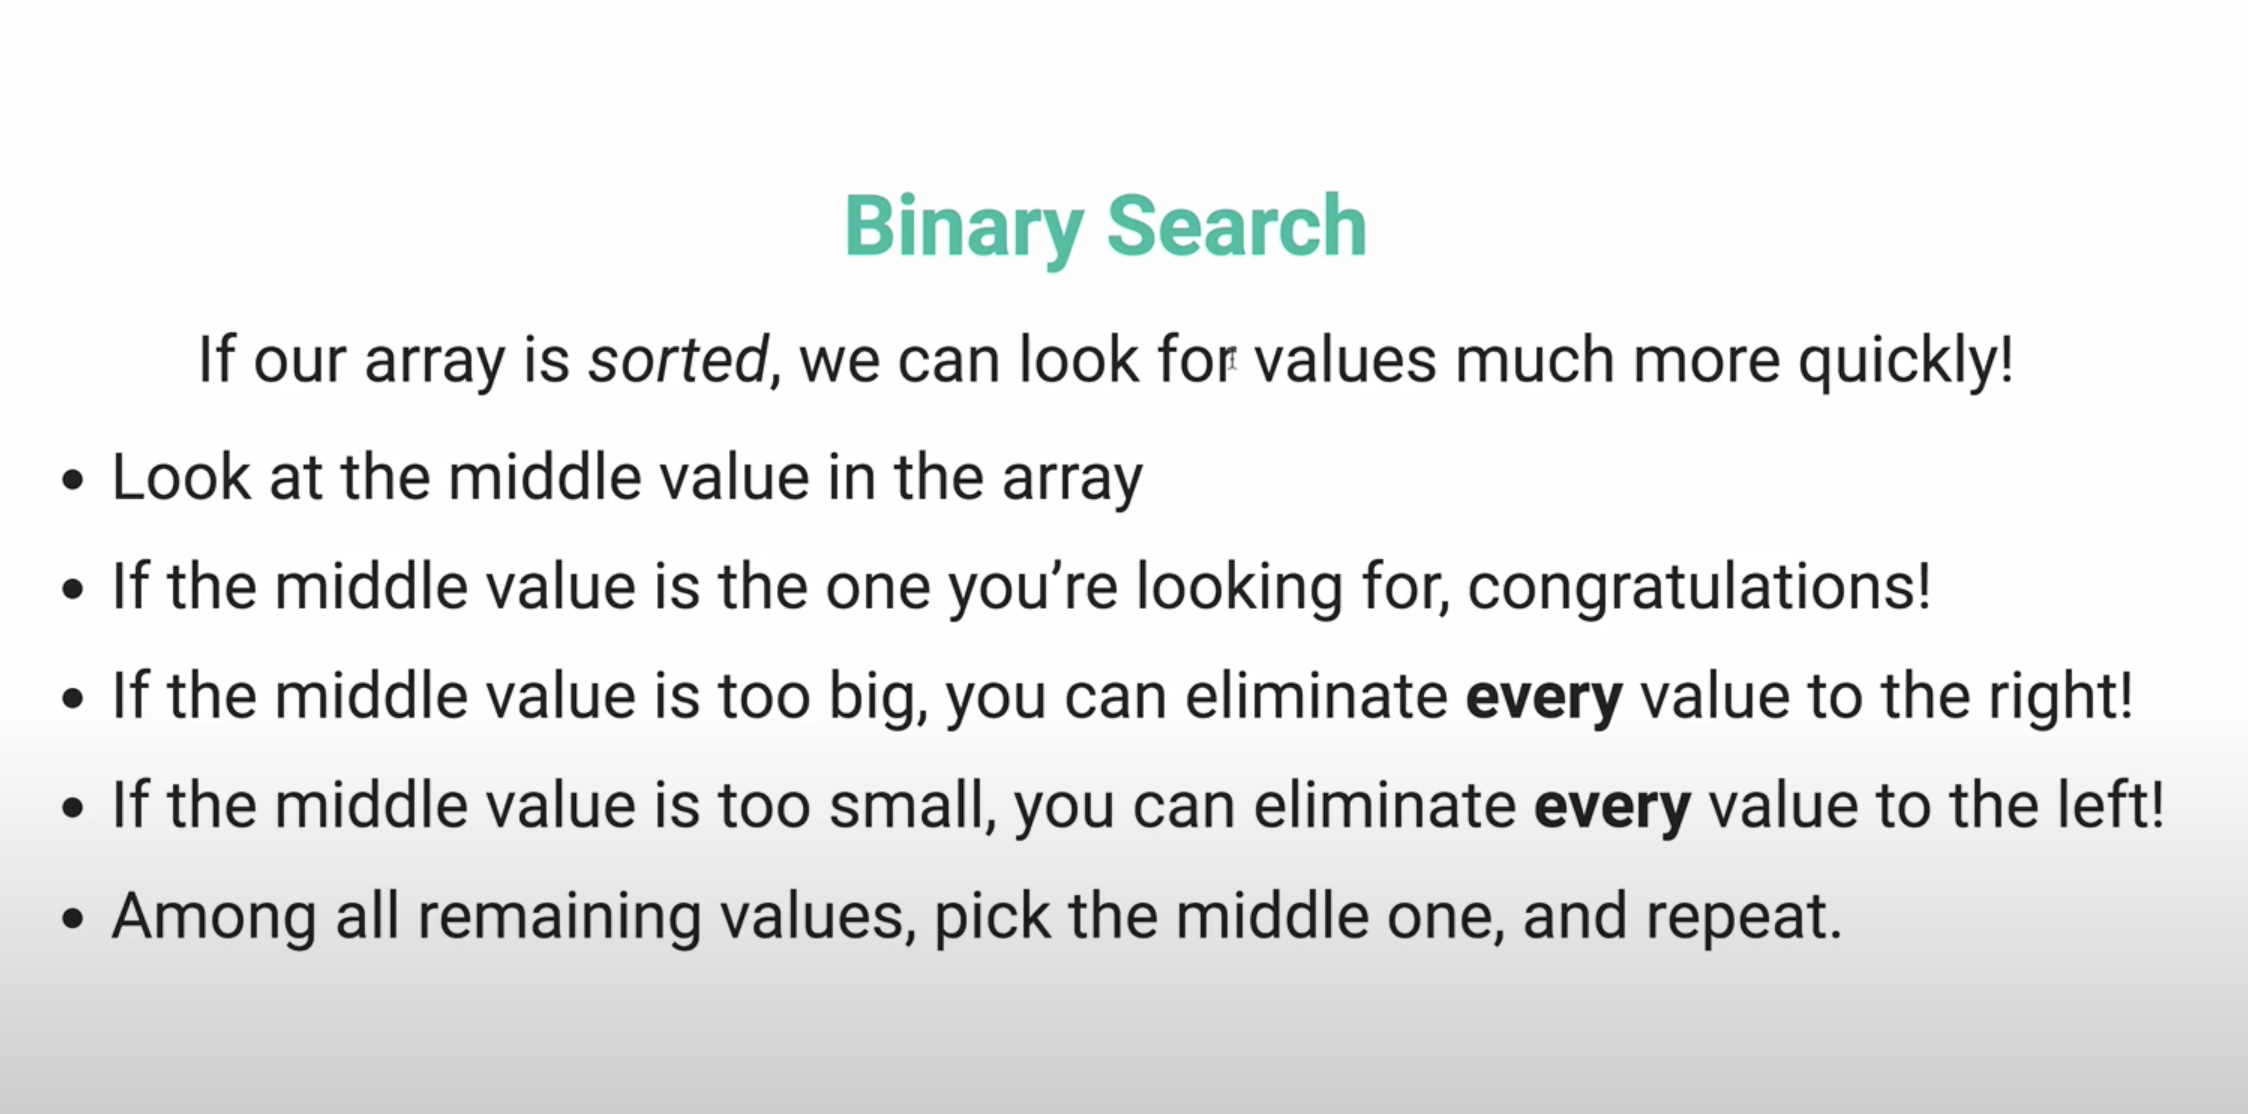 Binary Search
If our array is sorted, we can look for values much more quickly!
• Look at the middle value in the array
• If the middle value is the one you’re looking for, congratulations!
• If the middle value is too big, you can eliminate every value to the right!
• If the middle value is too small, you can eliminate every value to the left!
• Among all remaining values, pick the middle one, and repeat.